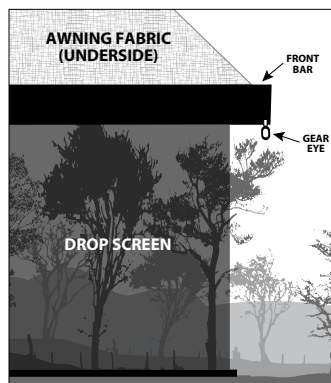 AWNING FABRIC
(UNDERSIDE)
FRONT
BAR
GEAR
EYE
DROP SCREEN